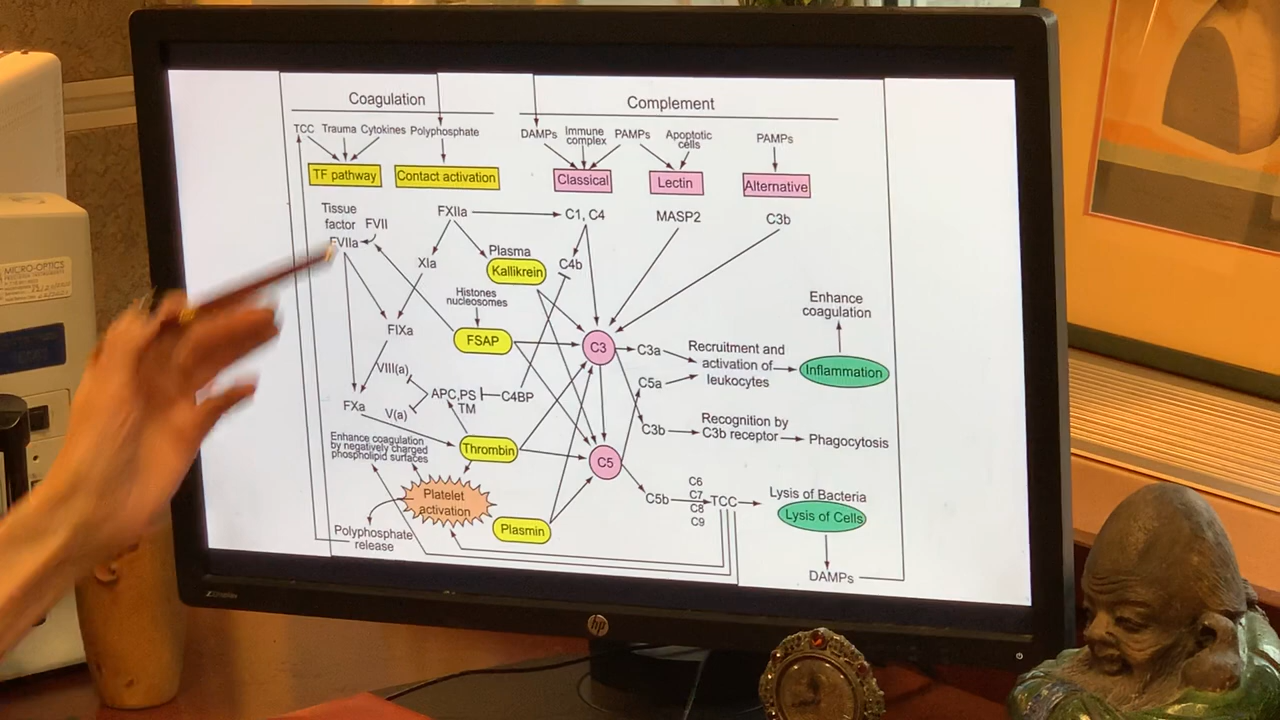 Coagulation
Complement
TCC Trauma Cytokines Polyphosphate
DAMPs
Immune
complex
PAMPs
Apoptotic
cells
PAMPs
TF pathway
Contact activation
Classical
Lectin
Alternative
Tissue
factor
FVII
FVIIa
FXIIa
C1, C4
MASP2
C3b
XIa
Plasma
Kallikrein
C4b
Histones
nucleosomes
FIXa
FSAP
C3
C3a
Recruitment and
activation of
leukocytes
Enhance
coagulation
Inflammation
VIII(a)
V(a)
APC,PS
TM
C4BP
C5a
FXa
C3b
Recognition by
C3b receptor
Phagocytosis
Enhance coagulation
by negatively charged
phospholipid surfaces
Thrombin
C5
Platelet
activation
Plasmin
C5b
C6
C7
C8
C9
TCC
Lysis of Bacteria
Lysis of Cells
Polyphosphate
release
DAMPs
MICRO-OPTICS
hp